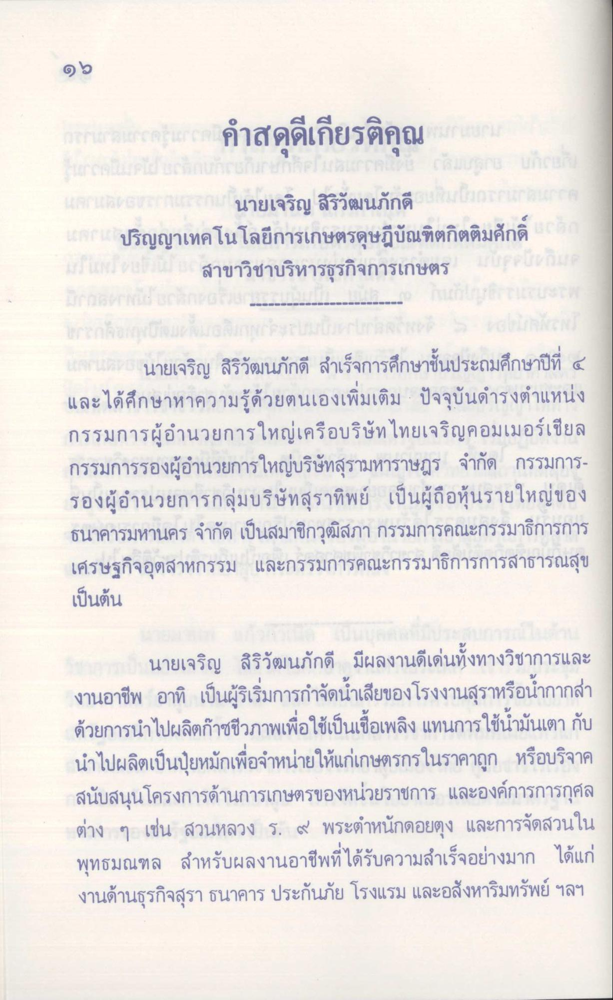 ๑๖
คำสดุดีเกียรติคุณ
นายเจริญ สิริวัฒนภักดี
ปริญญาเทคโนโลยีการเกษตรดุษฎีบัณฑิตกิตติมศักดิ์
สาขาวิชาบริหารธุรกิจการเกษตร
-------------------------
นายเจริญ สิริวัฒนภักดี สำเร็จการศึกษาชั้นประถมศึกษาปีที่ ๔
และได้ศึกษาหาความรู้ด้วยตนเองเพิ่มเติม ปัจจุบันดำรงตำแหน่ง
กรรมการผู้อำนวยการใหญ่เครือบริษัทไทยเจริญคอมเมอร์เชียล
กรรมการรองผู้อำนวยการใหญ่บริษัทสุรามหาราษฎร จำกัด กรรมการ-
รองผู้อำนวยการกลุ่มบริษัทสุราทิพย์ เป็นผู้ถือหุ้นรายใหญ่ของ
ธนาคารมหานคร จำกัด เป็นสมาชิกวุฒิสภา กรรมการคณะกรรมาธิการการ
เศรษฐกิจอุตสาหกรรม และกรรมการคณะกรรมาธิการการสาธารณสุข
เป็นต้น
นายเจริญ สิริวัฒนภักดี มีผลงานดีเด่นทั้งทางวิชาการและ
งานอาชีพ อาทิ เป็นผู้ริเริ่มการกำจัดน้ำเสียของโรงงานสุราหรือน้ำกากส่า
ด้วยการนำไปผลิตก๊าซชีวภาพเพื่อใช้เป็นเชื้อเพลิง แทนการใช้น้ำมันเตา กับ
นำไปผลิตเป็นปุ๋ยหมักเพื่อจำหน่ายให้แก่เกษตรกรในราคาถูก หรือบริจาค
สนับสนุนโครงการด้านการเกษตรของหน่วยราชการ และองค์การการกุศล
ต่าง ๆ เช่น สวนหลวง ร. ๙ พระตำหนักดอยตุง และการจัดสวนใน
พุทธมณฑล สำหรับผลงานอาชีพที่ได้รับความสำเร็จอย่างมาก ได้แก่
งานด้านธุรกิจสุรา ธนาคาร ประกันภัย โรงแรม และอสังหาริมทรัพย์ ฯลฯ